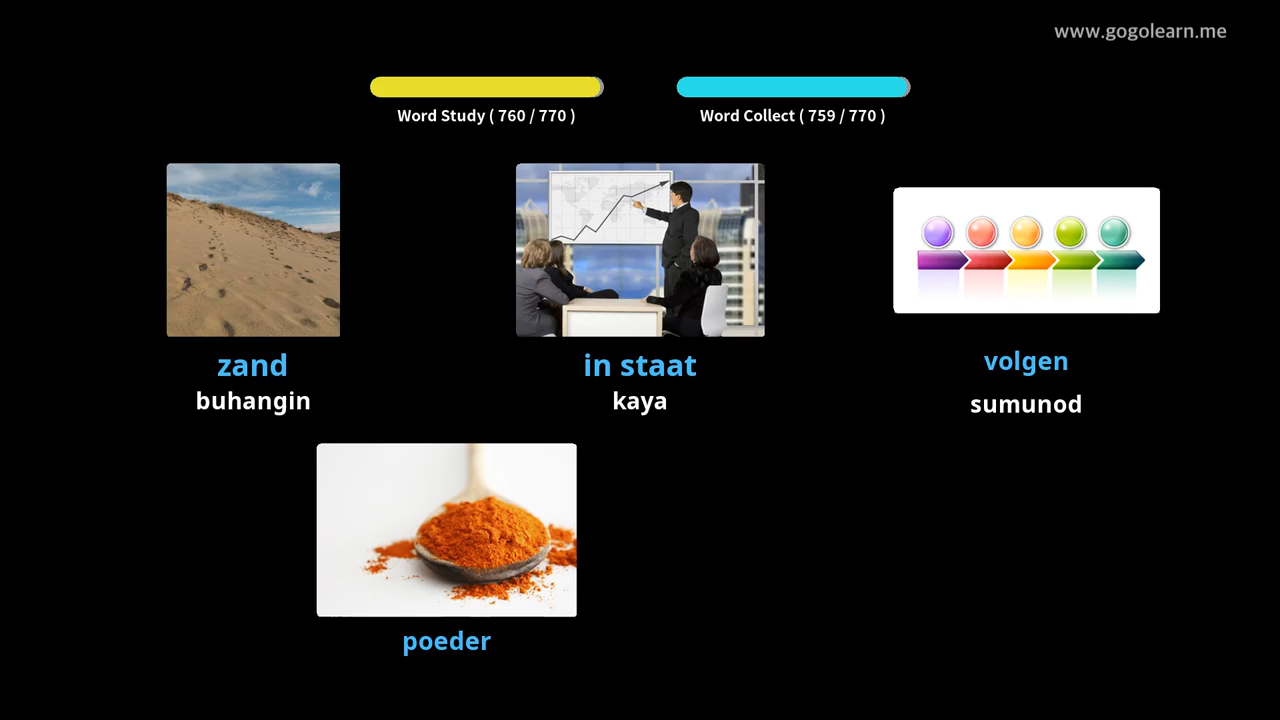 www.gogolearn.me
Word Study ( 760 / 770 )
Word Collect ( 759 / 770 )
zand
buhangin
in staat
kaya
volgen
sumunod
poeder